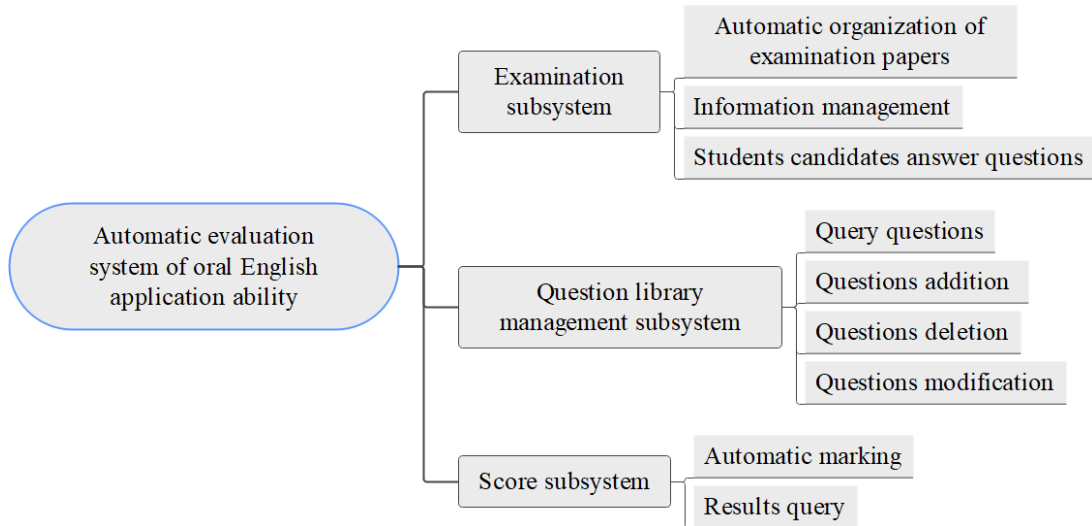 Automatic evaluation
system of oral English
application ability
Examination
subsystem
Automatic organization of
examination papers
Information management
Students candidates answer questions
Question library
management subsystem
Query questions
Questions addition
Questions deletion
Questions modification
Score subsystem
Automatic marking
Results query